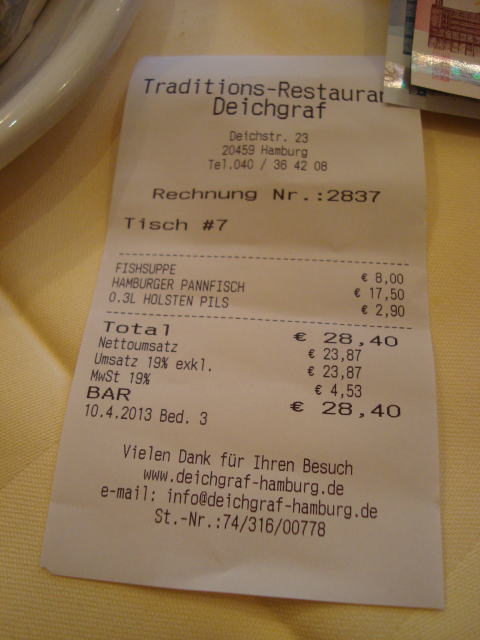 Traditions-Restauran
Deichgraf
Deichstr. 23
20459 Hamburg
Tel.040 / 36 42 08
Rechnung Nr.:2837
Tisch #7
FISHSUPPE € 8,00
HAMBURGER PANNFISCH € 17,50
0.3L HOLSTEN PILS € 2,90
Total € 28,40
Nettoumsatz € 23,87
Umsatz 19% exkl. € 23,87
MwSt 19% € 4,53
BAR € 28,40
10.4.2013 Bed. 3
Vielen Dank für Ihren Besuch
www.deichgraf-hamburg.de
e-mail: info@deichgraf-hamburg.de
St.-Nr.:74/316/00778